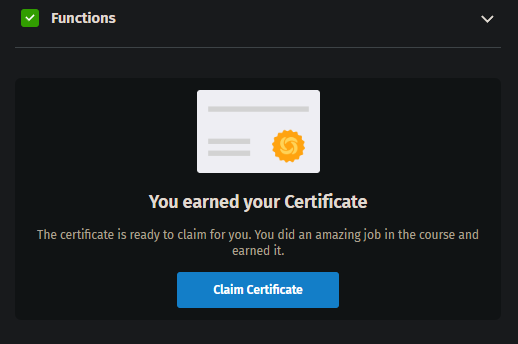 Functions
You earned your Certificate
The certificate is ready to claim for you. You did an amazing job in the course and
earned it.
Claim Certificate